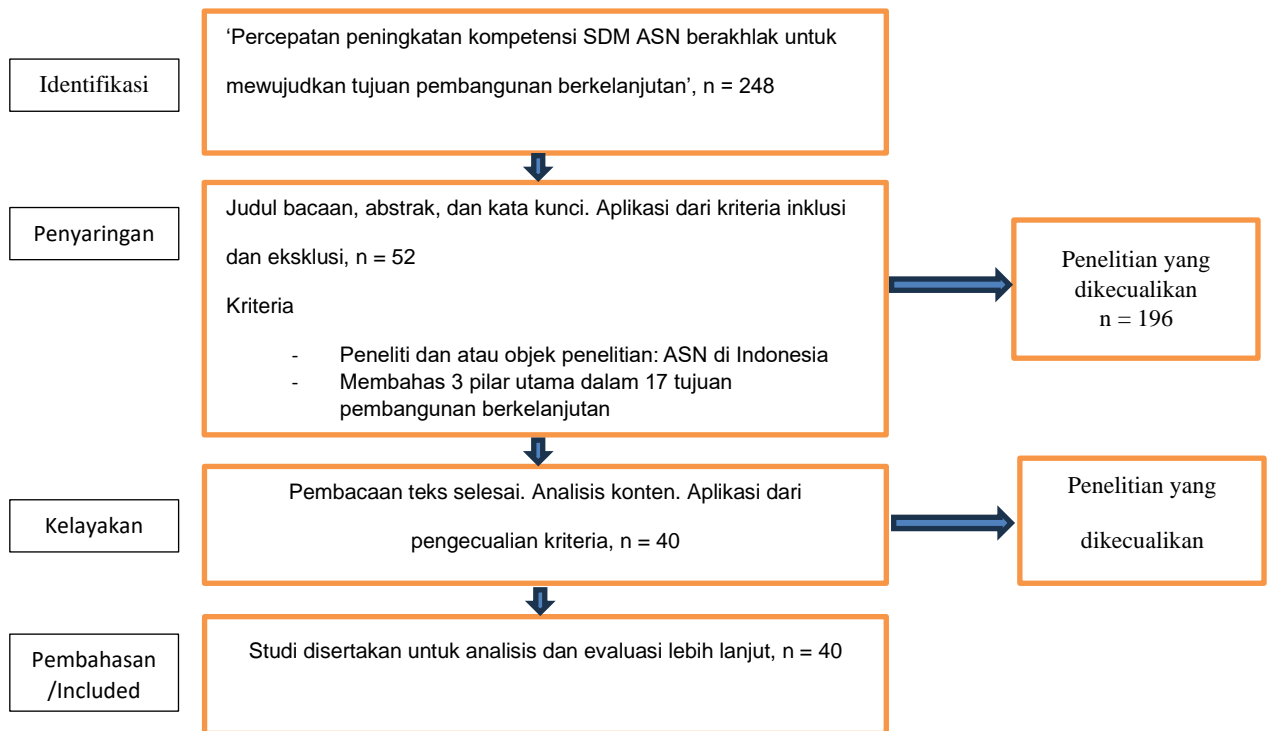 Identifikasi
‘Percepatan peningkatan kompetensi SDM ASN berakhlak untuk
mewujudkan tujuan pembangunan berkelanjutan’, n = 248
Penyaringan
Judul bacaan, abstrak, dan kata kunci. Aplikasi dari kriteria inklusi
dan eksklusi, n = 52
Kriteria
- Peneliti dan atau objek penelitian: ASN di Indonesia
- Membahas 3 pilar utama dalam 17 tujuan
pembangunan berkelanjutan
Penelitian yang
dikecualikan
n = 196
Kelayakan
Pembacaan teks selesai. Analisis konten. Aplikasi dari
pengecualian kriteria, n = 40
Penelitian yang
dikecualikan
Pembahasan
/Included
Studi disertakan untuk analisis dan evaluasi lebih lanjut, n = 40